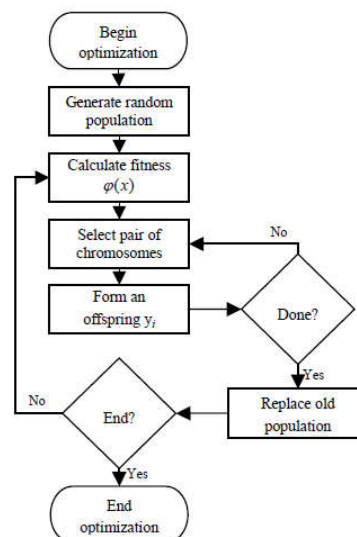 Begin
optimization
Generate random
population
Calculate fitness
φ(x)
Select pair of
chromosomes
No
Form an
offspring yᵢ
Done?
Yes
Replace old
population
End?
No
Yes
End
optimization